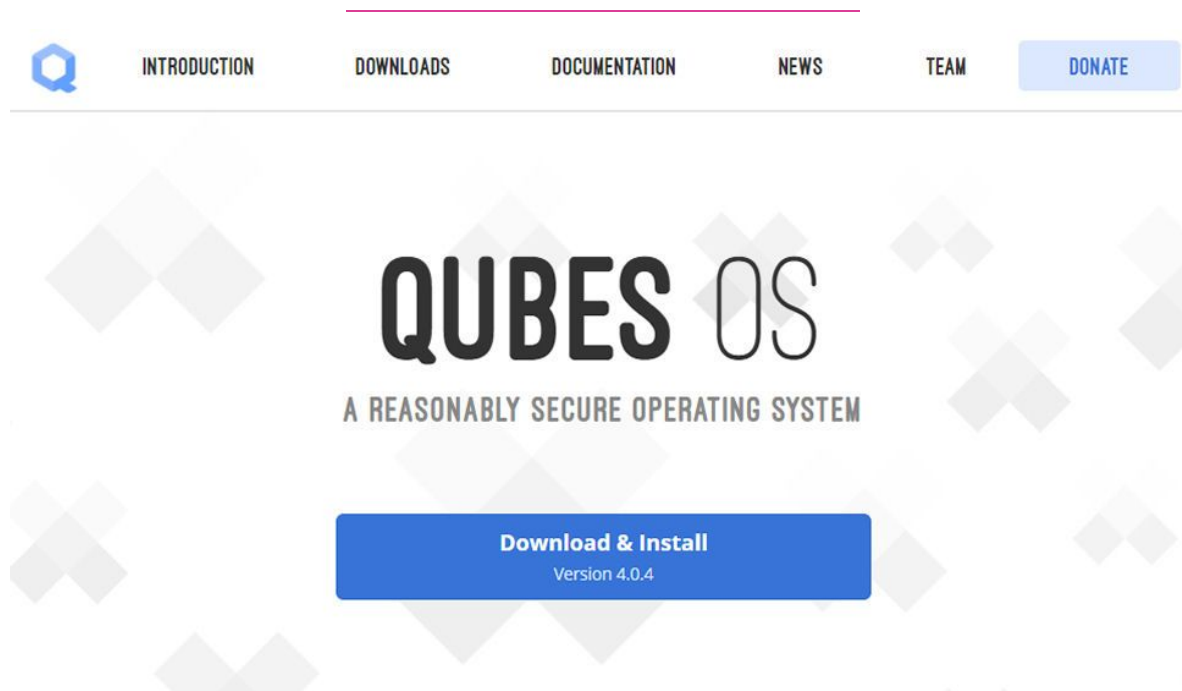 INTRODUCTION DOWNLOADS DOCUMENTATION NEWS TEAM DONATE
QUBES OS
A REASONABLY SECURE OPERATING SYSTEM
Download & Install
Version 4.0.4